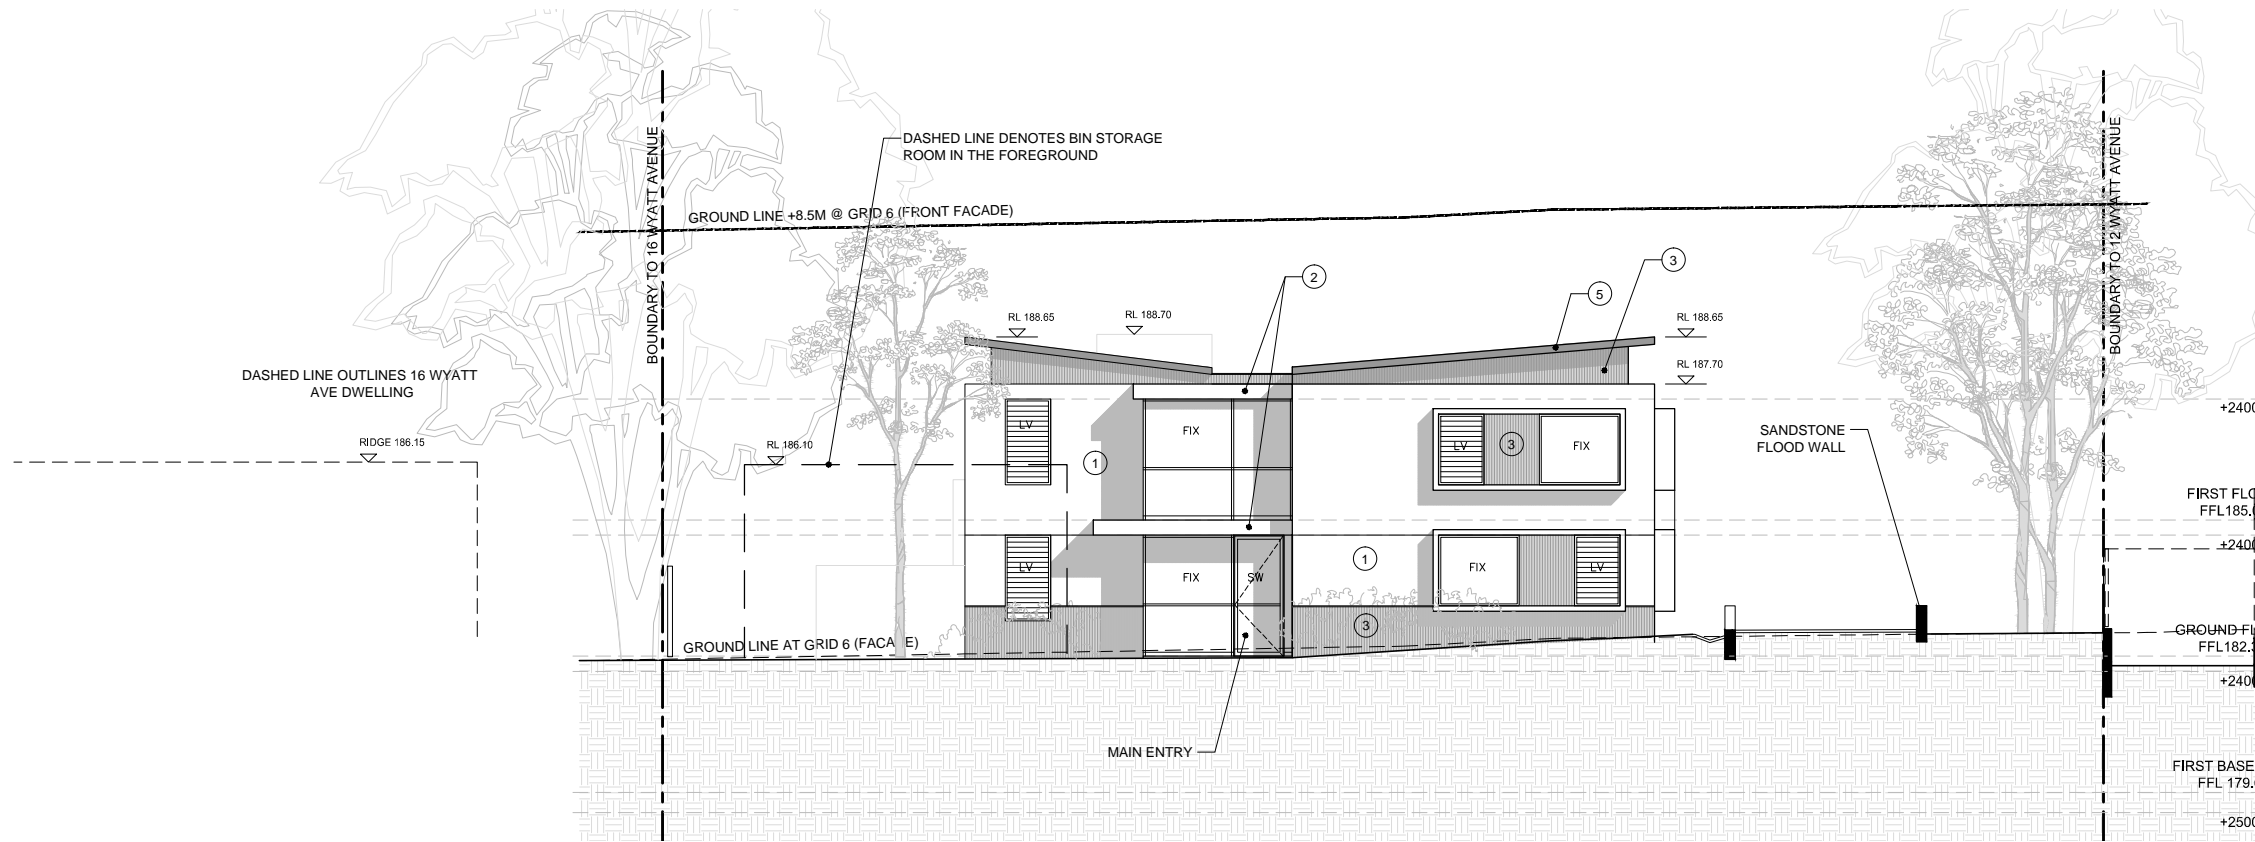 DASHED LINE DENOTES BIN STORAGE
ROOM IN THE FOREGROUND
BOUNDARY TO 16 WYATT AVENUE
BOUNDARY TO 12 WYATT AVENUE
GROUND LINE +8.5M @ GRID 6 (FRONT FACADE)
2
3
5
RL 188.65
RL 188.70
RL 188.65
RL 187.70
DASHED LINE OUTLINES 16 WYATT
AVE DWELLING
RIDGE 186.15
RL 186.10
LV
FIX
1
LV
3
FIX
SANDSTONE
FLOOD WALL
+2400
FIRST FLO
FFL185.
+2400
LV
FIX
SW
1
FIX
LV
3
GROUND LINE AT GRID 6 (FACADE)
GROUND FL
FFL182.
+2400
MAIN ENTRY
FIRST BASE
FFL 179.
+2500